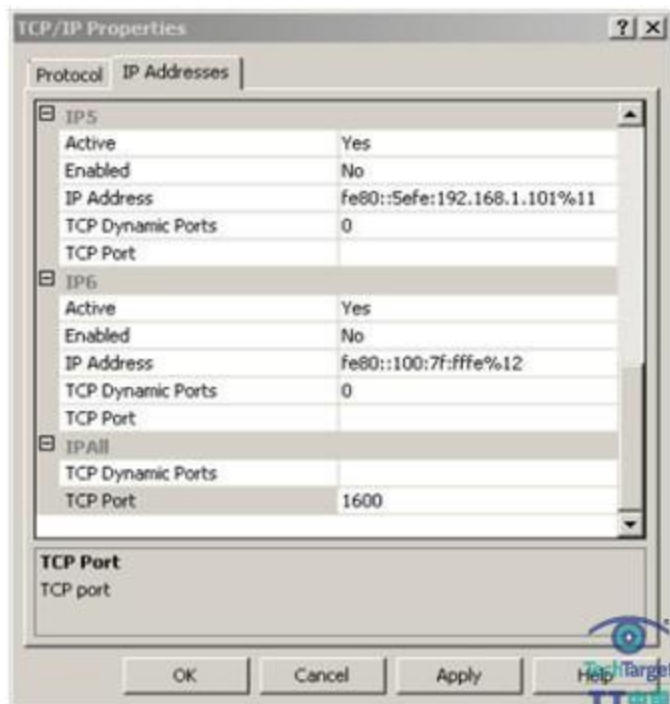 TCP/IP Properties
Protocol IP Addresses
IP5
Active Yes
Enabled No
IP Address fe80::5efe:192.168.1.101%11
TCP Dynamic Ports 0
TCP Port
IP6
Active Yes
Enabled No
IP Address fe80::100:7f:fffe%12
TCP Dynamic Ports 0
TCP Port
IPAll
TCP Dynamic Ports
TCP Port 1600
TCP Port
TCP port
OK Cancel Apply Help
TechTarget